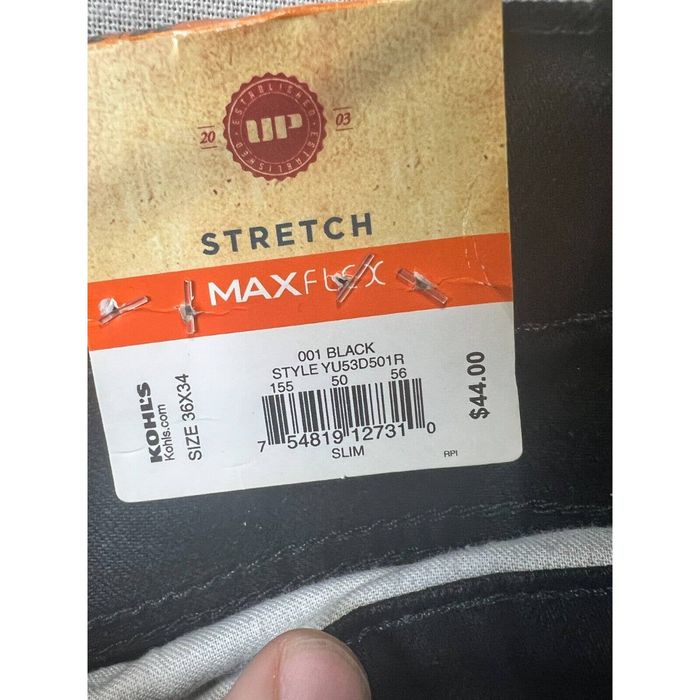 ESTABLISHED
20 UP 03
ESTABLISHED
STRETCH
MAXFLEX
001 BLACK
STYLE YU53D501R
155 50 56
7 54819 12731 0
SLIM
KOHL'S
Kohls.com
SIZE 36X34
$44.00
RPI